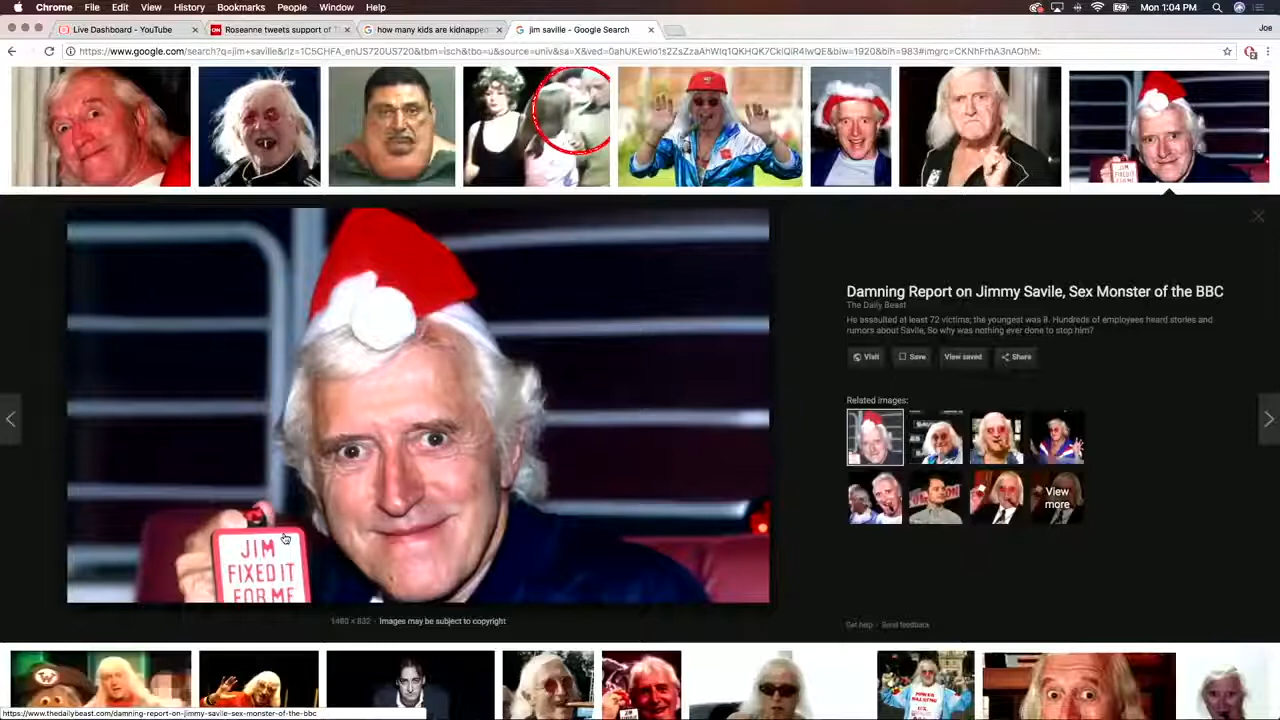 Chrome File Edit View History Bookmarks People Window Help
Mon 1:04 PM Joe
Live Dashboard - YouTube
Roseanne tweets support of T
how many kids are kidnapped
jim saville - Google Search
Joe
Damning Report on Jimmy Savile, Sex Monster of the BBC
The Daily Beast
He assaulted at least 72 victims; the youngest was 8. Hundreds of employees heard stories and
rumors about Savile, So why was nothing ever done to stop him?
Visit Save View saved Share
Related images:
View
more
JIM
FIXED IT
FOR ME
1480 × 832 · Images may be subject to copyright
Get help · Send feedback
https://www.thedailybeast.com/damning-report-on-jimmy-savile-sex-monster-of-the-bbc